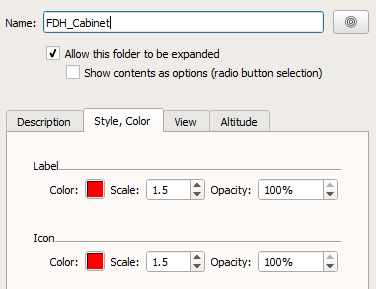 Name: FDH_Cabinet
Allow this folder to be expanded
Show contents as options (radio button selection)
Description Style, Color View Altitude
Label
Color: Scale: 1.5 Opacity: 100%
Icon
Color: Scale: 1.5 Opacity: 100%